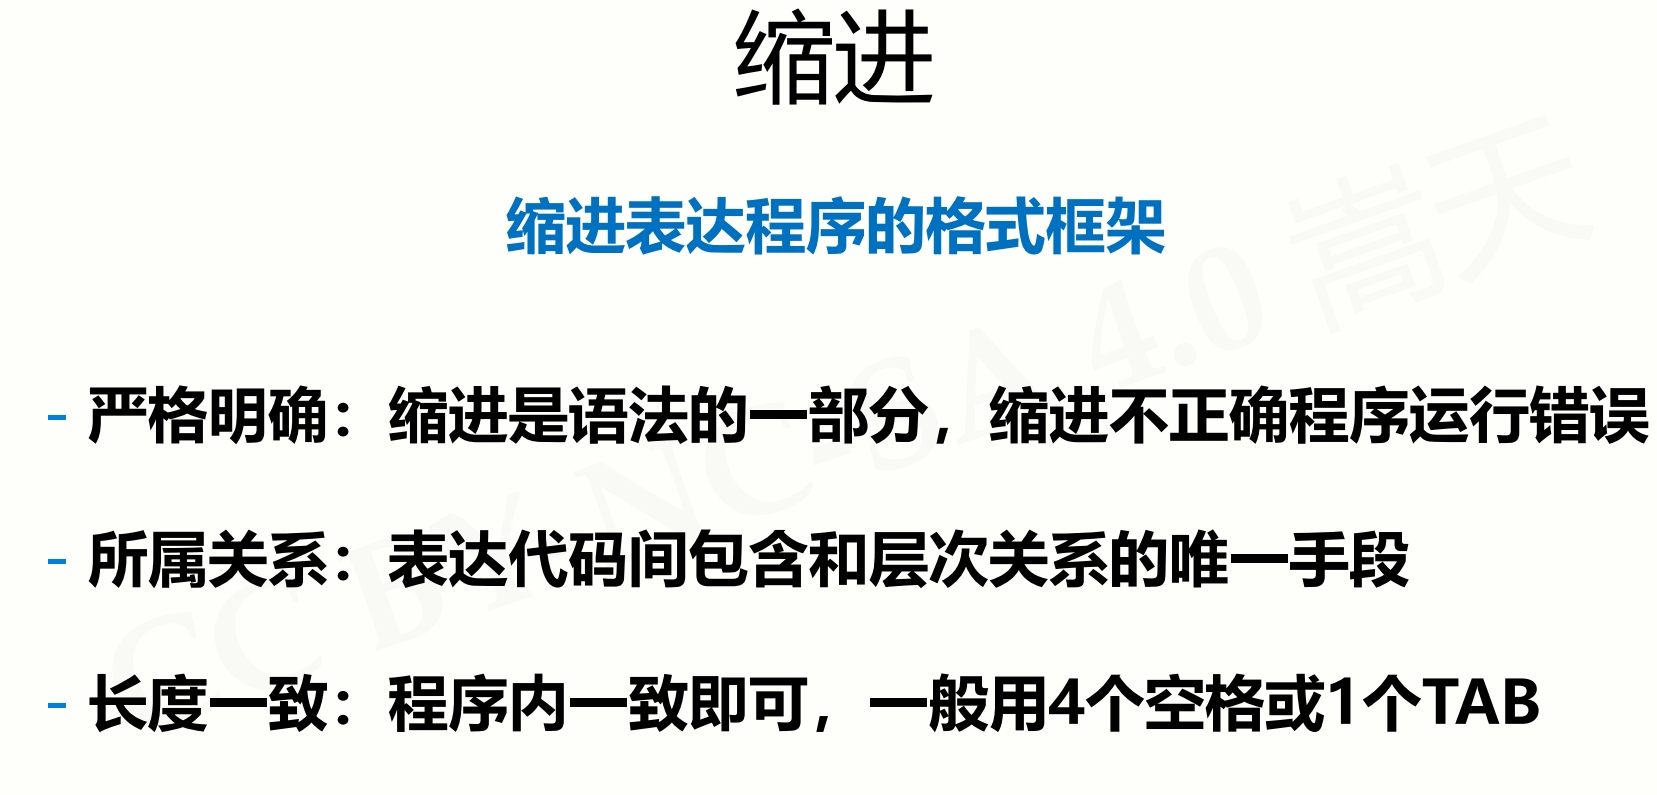 缩进
缩进表达程序的格式框架
- 严格明确：缩进是语法的一部分，缩进不正确程序运行错误
- 所属关系：表达代码间包含和层次关系的唯一手段
- 长度一致：程序内一致即可，一般用4个空格或1个TAB
CC BY NC SA 4.0 嵩天